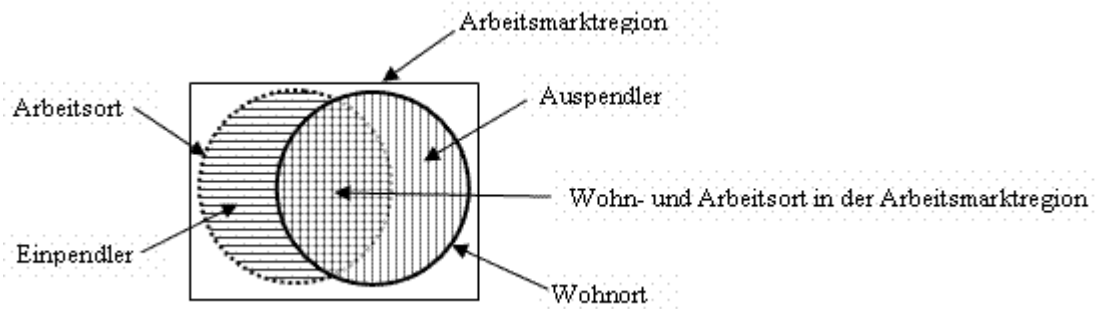 Arbeitsmarktregion
Auspendler
Arbeitsort
Wohn- und Arbeitsort in der Arbeitsmarktregion
Einpendler
Wohnort